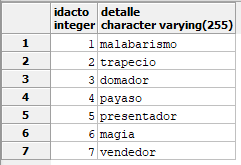 idacto detalle
integer character varying(255)
1 1 malabarismo
2 2 trapecio
3 3 domador
4 4 payaso
5 5 presentador
6 6 magia
7 7 vendedor